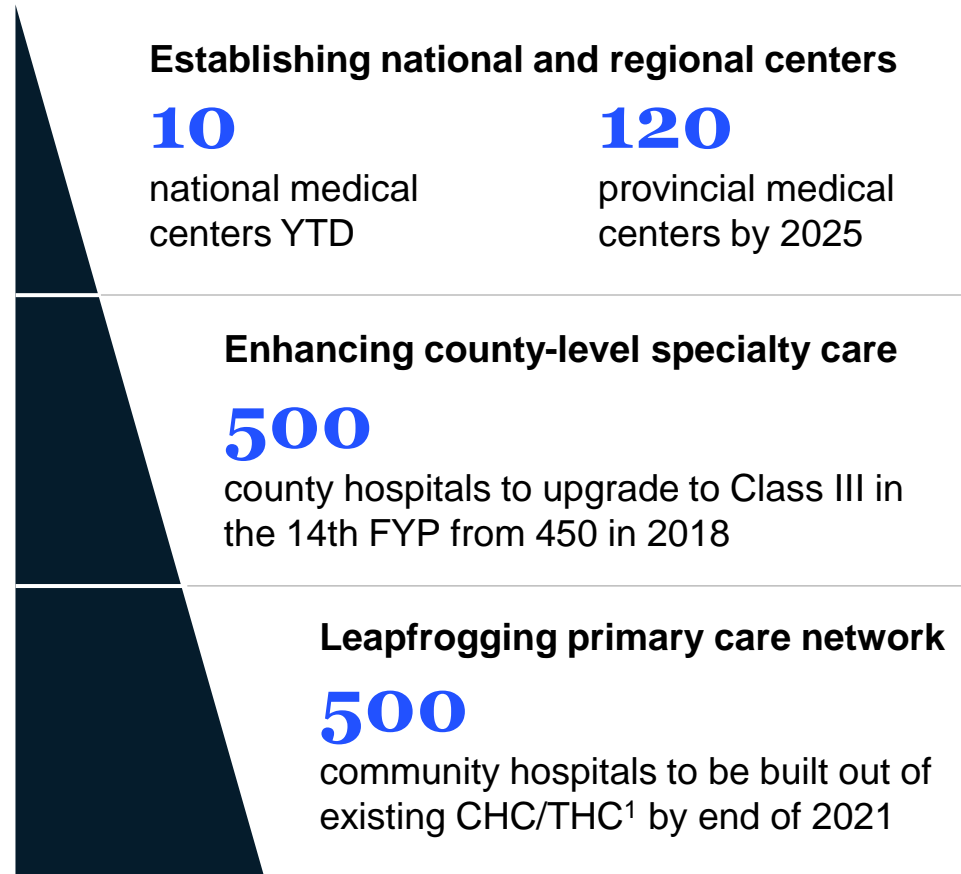 Establishing national and regional centers
10
national medical
centers YTD
120
provincial medical
centers by 2025
Enhancing county-level specialty care
500
county hospitals to upgrade to Class III in
the 14th FYP from 450 in 2018
Leapfrogging primary care network
500
community hospitals to be built out of
existing CHC/THC¹ by end of 2021